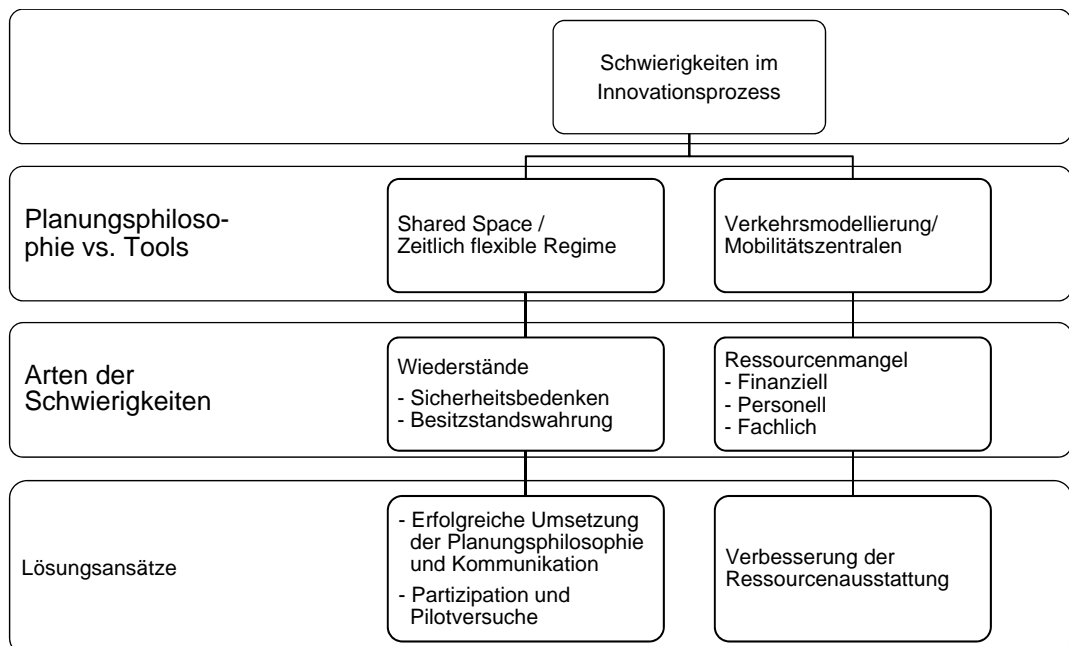 Schwierigkeiten im
Innovationsprozess
Planungsphiloso-
phie vs. Tools
Shared Space /
Zeitlich flexible Regime
Verkehrsmodellierung/
Mobilitätszentralen
Arten der
Schwierigkeiten
Wiederstände
- Sicherheitsbedenken
- Besitzstandswahrung
Ressourcenmangel
- Finanziell
- Personell
- Fachlich
Lösungsansätze
- Erfolgreiche Umsetzung
der Planungsphilosophie
und Kommunikation
- Partizipation und
Pilotversuche
Verbesserung der
Ressourcenausstattung